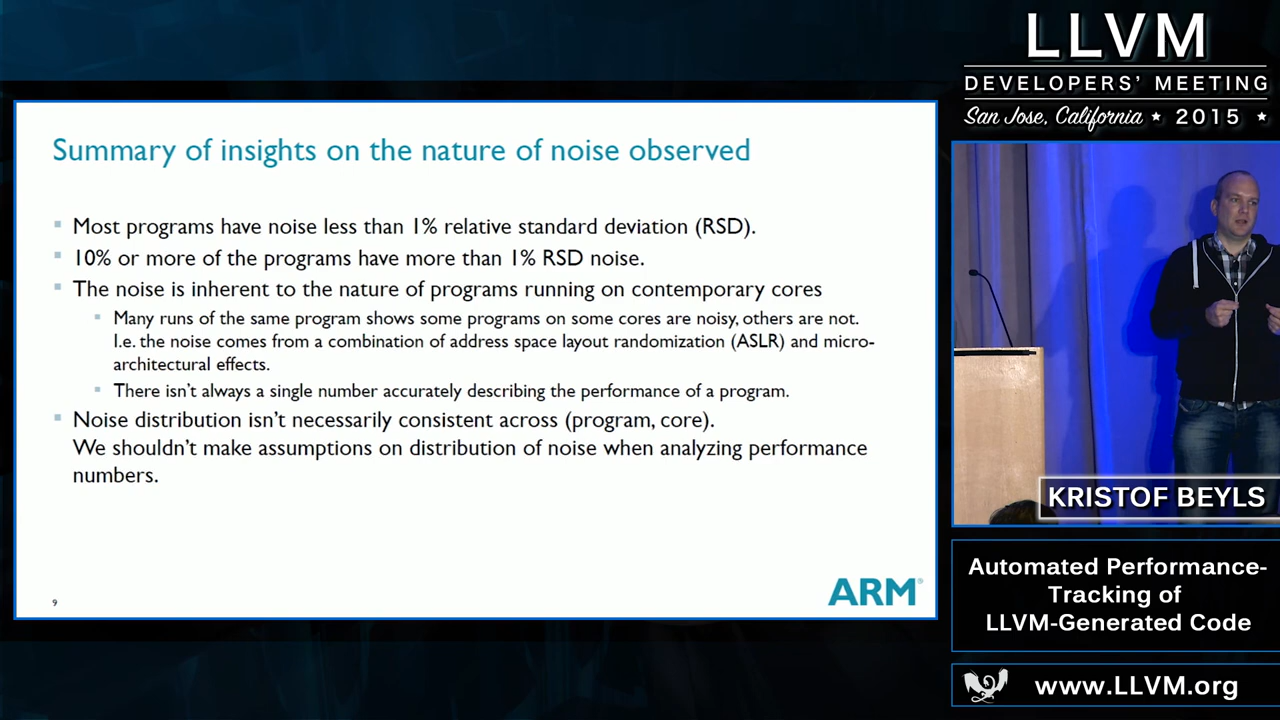 Summary of insights on the nature of noise observed
Most programs have noise less than 1% relative standard deviation (RSD).
10% or more of the programs have more than 1% RSD noise.
The noise is inherent to the nature of programs running on contemporary cores
Many runs of the same program shows some programs on some cores are noisy, others are not.
I.e. the noise comes from a combination of address space layout randomization (ASLR) and micro-
architectural effects.
There isn't always a single number accurately describing the performance of a program.
Noise distribution isn't necessarily consistent across (program, core).
We shouldn't make assumptions on distribution of noise when analyzing performance
numbers.
9
ARM®
LLVM
DEVELOPERS' MEETING
San Jose, California ★ 2015 ★
KRISTOF BEYLS
Automated Performance-
Tracking of
LLVM-Generated Code
www.LLVM.org